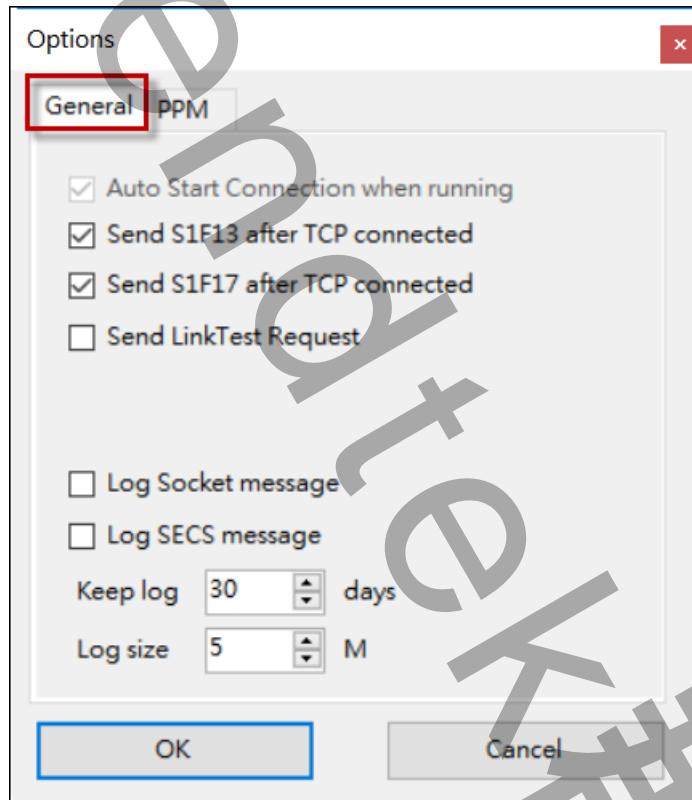 Options
General PPM
Auto Start Connection when running
Send S1F13 after TCP connected
Send S1F17 after TCP connected
Send LinkTest Request
Log Socket message
Log SECS message
Keep log 30 days
Log size 5 M
OK Cancel